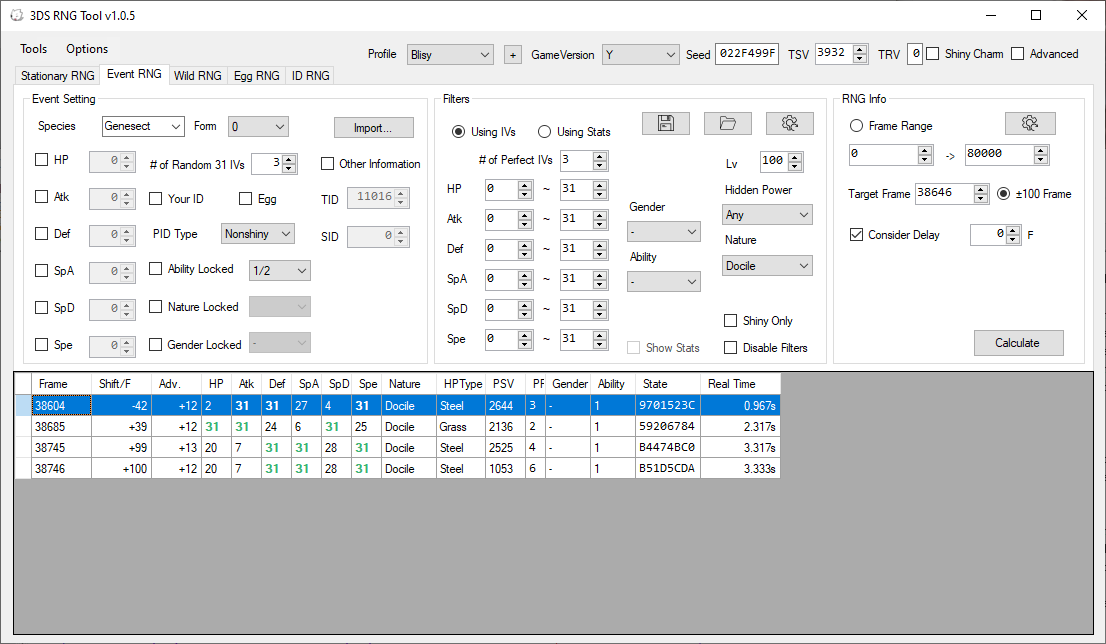 3DS RNG Tool v1.0.5
Tools Options
Profile Blisy + GameVersion Y Seed 022F499F TSV 3932 TRV 0 Shiny Charm Advanced
Stationary RNG Event RNG Wild RNG Egg RNG ID RNG
Event Setting
Species Genesect Form 0 Import...
HP 0 # of Random 31 IVs 3 Other Information
Atk 0 Your ID Egg TID 11016
Def 0 PID Type Nonshiny SID 0
SpA 0 Ability Locked 1/2
SpD 0 Nature Locked
Spe 0 Gender Locked -
Filters
Using IVs Using Stats
# of Perfect IVs 3 Lv 100
HP 0 ~ 31 Hidden Power
Atk 0 ~ 31 Gender - Any
Def 0 ~ 31 Ability Nature
SpA 0 ~ 31 - Docile
SpD 0 ~ 31 Shiny Only
Spe 0 ~ 31 Show Stats Disable Filters
RNG Info
Frame Range
0 -> 80000
Target Frame 38646 ±100 Frame
Consider Delay 0 F
Calculate
Frame Shift/F Adv. HP Atk Def SpA SpD Spe Nature HPType PSV PF Gender Ability State Real Time
38604 -42 +12 2 31 31 27 4 31 Docile Steel 2644 3 - 1 9701523C 0.967s
38685 +39 +12 31 31 24 6 31 25 Docile Grass 2136 2 - 1 59206784 2.317s
38745 +99 +13 20 7 31 31 28 31 Docile Steel 2525 4 - 1 B4474BC0 3.317s
38746 +100 +12 20 7 31 31 28 31 Docile Steel 1053 6 - 1 B51D5CDA 3.333s